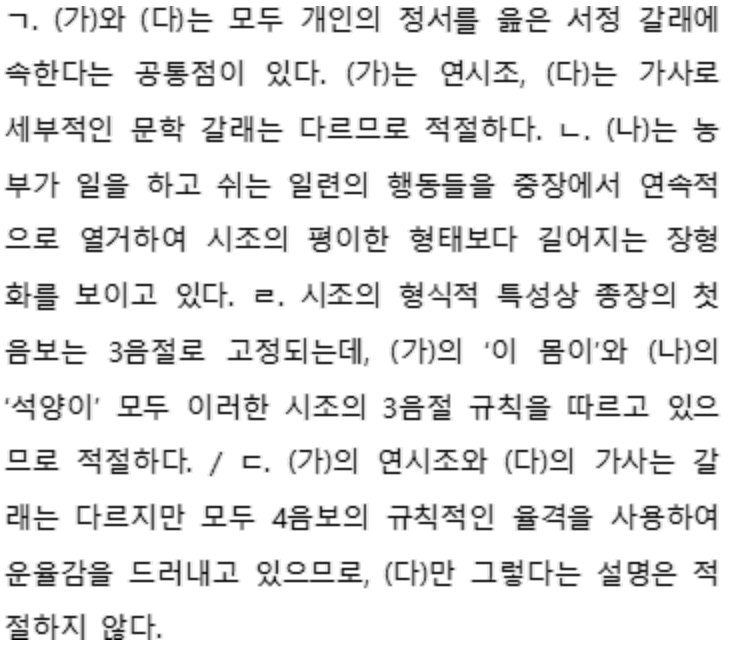 ㄱ. (가)와 (다)는 모두 개인의 정서를 읊은 서정 갈래에
속한다는 공통점이 있다. (가)는 연시조, (다)는 가사로
세부적인 문학 갈래는 다르므로 적절하다. ㄴ. (나)는 농
부가 일을 하고 쉬는 일련의 행동들을 중장에서 연속적
으로 열거하여 시조의 평이한 형태보다 길어지는 장형
화를 보이고 있다. ㄹ. 시조의 형식적 특성상 종장의 첫
음보는 3음절로 고정되는데, (가)의 ‘이 몸이’와 (나)의
‘석양이’ 모두 이러한 시조의 3음절 규칙을 따르고 있으
므로 적절하다. / ㄷ. (가)의 연시조와 (다)의 가사는 갈
래는 다르지만 모두 4음보의 규칙적인 율격을 사용하여
운율감을 드러내고 있으므로, (다)만 그렇다는 설명은 적
절하지 않다.